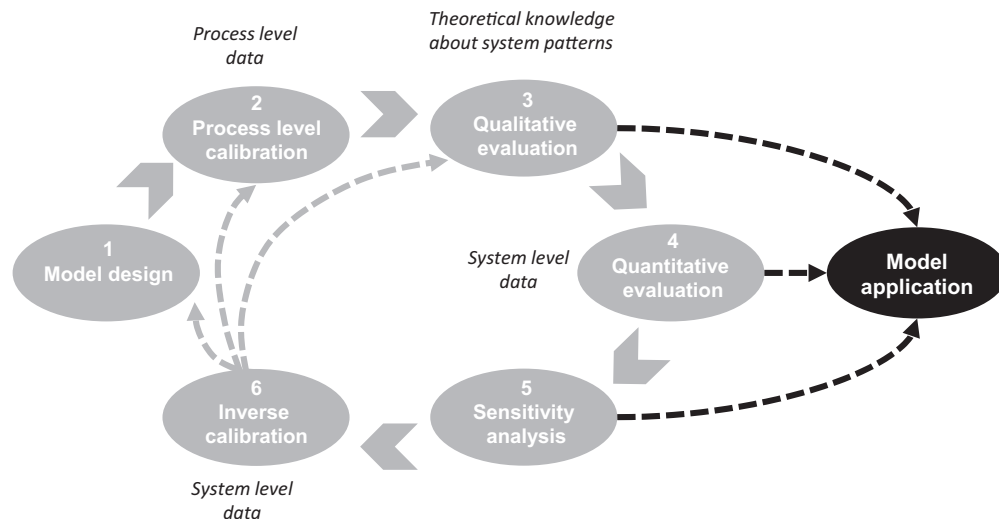 Process level
data
Theoretical knowledge
about system patterns
2
Process level
calibration
3
Qualitative
evaluation
1
Model design
System level
data
4
Quantitative
evaluation
Model
application
6
Inverse
calibration
5
Sensitivity
analysis
System level
data